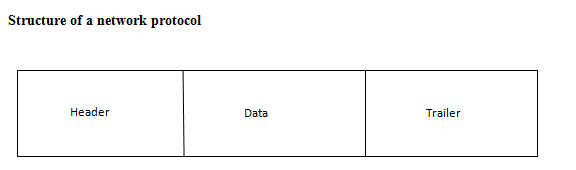 Structure of a network protocol
Header Data Trailer